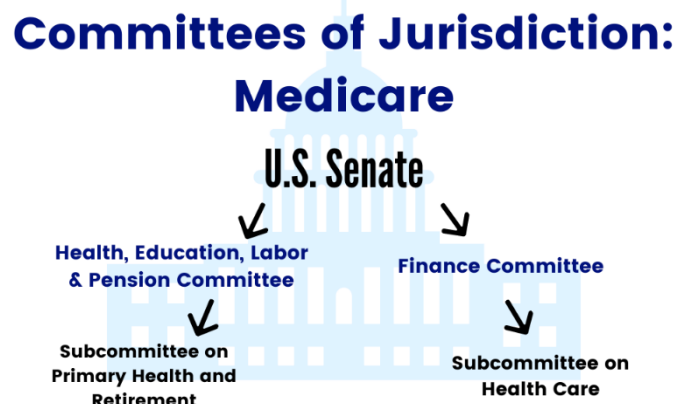 Committees of Jurisdiction:
Medicare
U.S. Senate
Health, Education, Labor
& Pension Committee
Finance Committee
Subcommittee on
Primary Health and
Retirement
Subcommittee on
Health Care